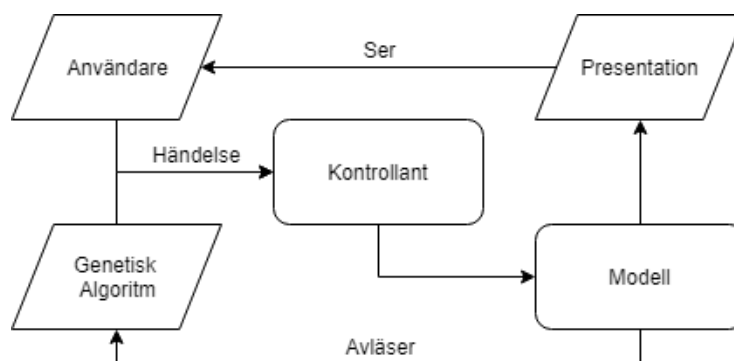 Ser
Användare
Presentation
Händelse
Kontrollant
Genetisk
Algoritm
Modell
Avläser